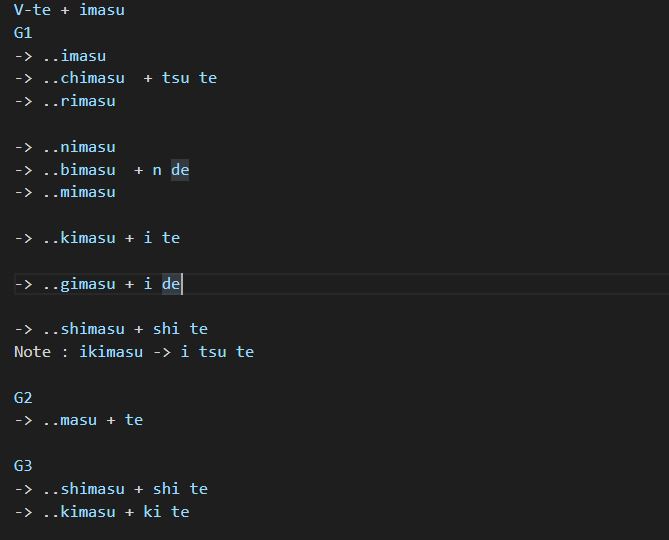 V-te + imasu
G1
-> ..imasu
-> ..chimasu  + tsu te
-> ..rimasu
-> ..nimasu
-> ..bimasu  + n de
-> ..mimasu
-> ..kimasu + i te
-> ..gimasu + i de
-> ..shimasu + shi te
Note : ikimasu -> i tsu te
G2
-> ..masu + te
G3
-> ..shimasu + shi te
-> ..kimasu + ki te